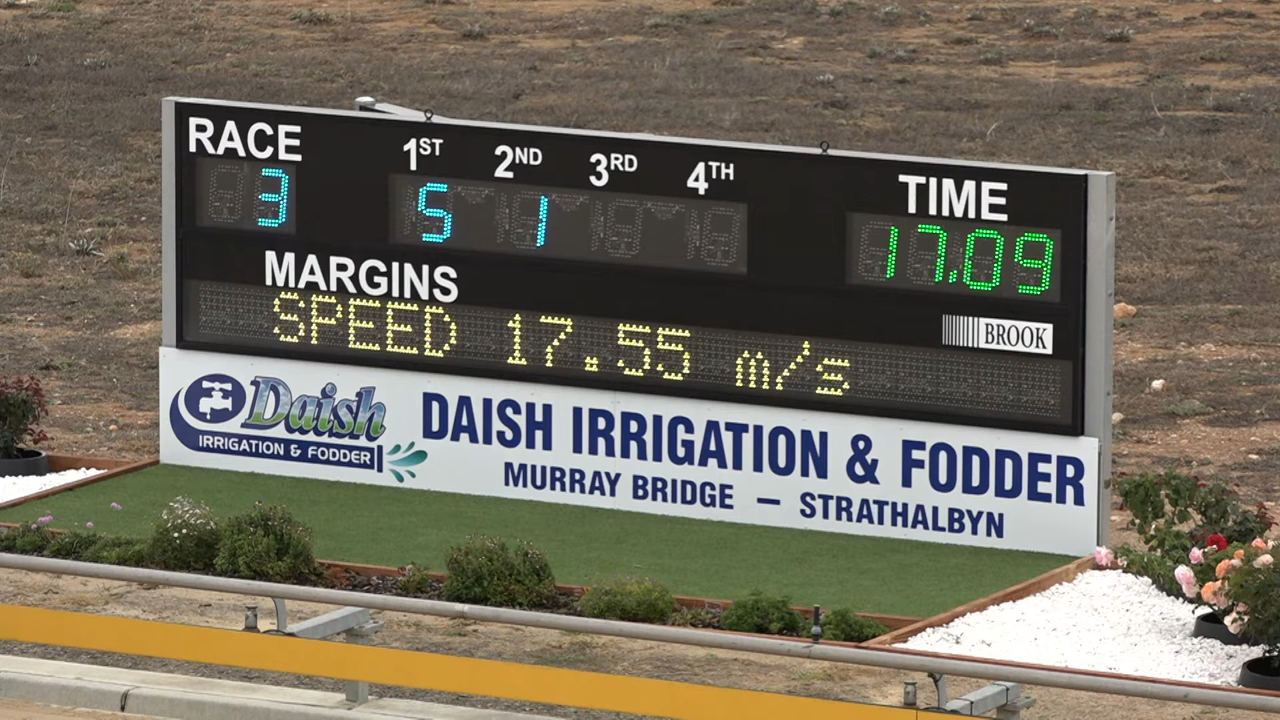 RACE 1ST 2ND 3RD 4TH TIME
3 5 1 17.09
MARGINS
SPEED 17.55 m/s
BROOK
Daish
IRRIGATION & FODDER
DAISH IRRIGATION & FODDER
MURRAY BRIDGE – STRATHALBYN